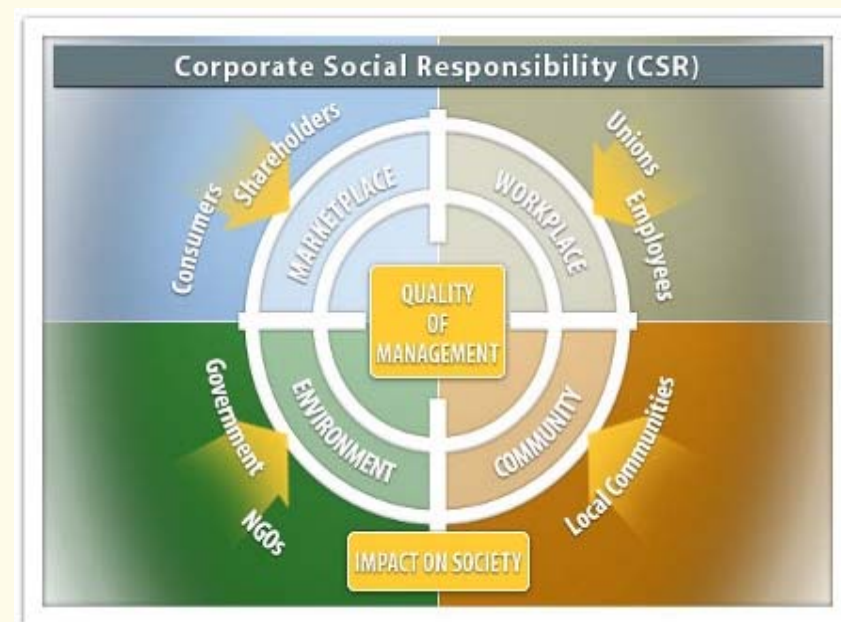 Corporate Social Responsibility (CSR)
Consumers
Shareholders
MARKETPLACE
WORKPLACE
Unions
Employees
QUALITY
OF
MANAGEMENT
Government
NGOs
ENVIRONMENT
COMMUNITY
Local Communities
IMPACT ON SOCIETY